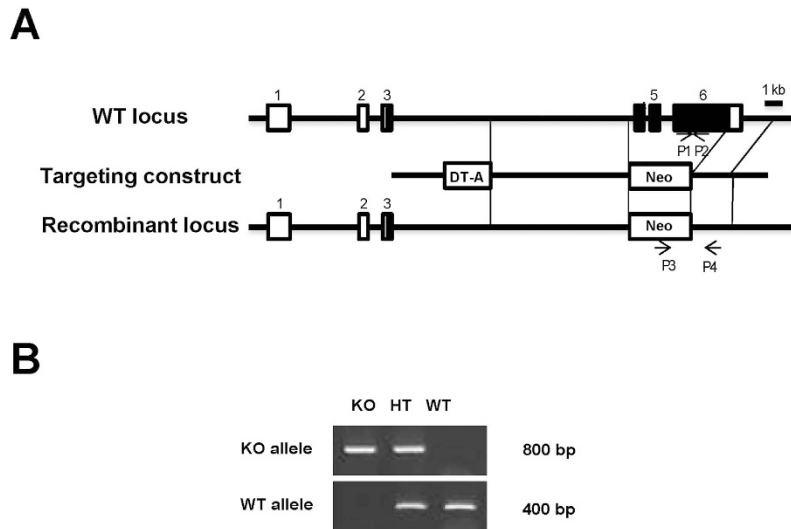 A
1 2 3 5 6 1 kb
WT locus
P1 P2
Targeting construct DT-A Neo
1 2 3
Recombinant locus Neo
P3 P4
B
KO HT WT
KO allele 800 bp
WT allele 400 bp